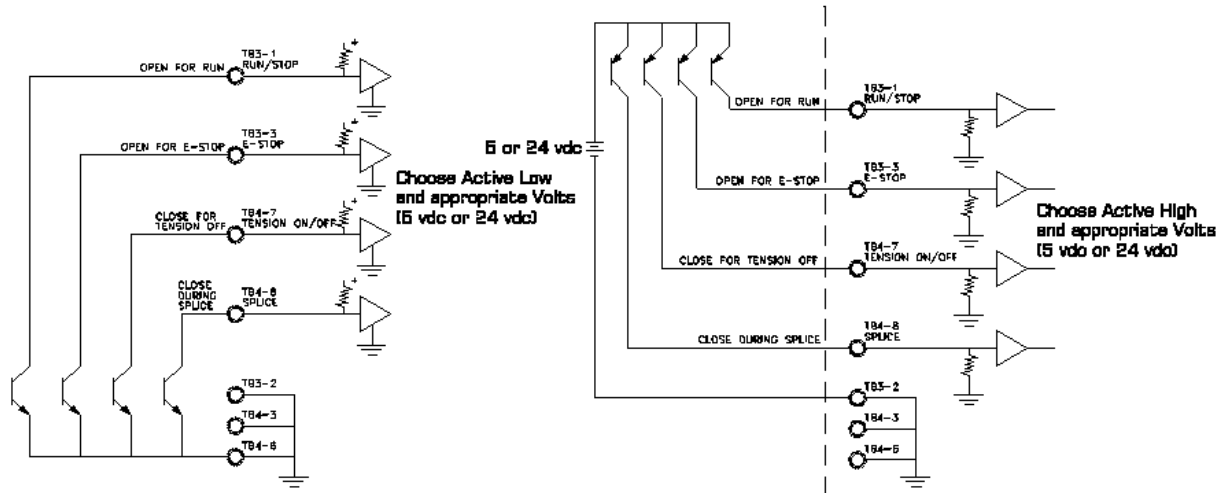 TB3-1
OPEN FOR RUN RUN/STOP
TB3-3
OPEN FOR E-STOP E-STOP
Choose Active Low
and appropriate Volts
(5 vdc or 24 vdc)
CLOSE FOR
TENSION OFF
TB4-7
TENSION ON/OFF
CLOSE
DURING
SPLICE
TB4-8
SPLICE
TB3-2
TB4-3
TB4-6
5 or 24 vdc
OPEN FOR RUN
TB3-1
RUN/STOP
OPEN FOR E-STOP
TB3-3
E-STOP
Choose Active High
and appropriate Volts
(5 vdc or 24 vdc)
CLOSE FOR TENSION OFF
TB4-7
TENSION ON/OFF
CLOSE DURING SPLICE
TB4-8
SPLICE
TB3-2
TB4-3
TB4-6